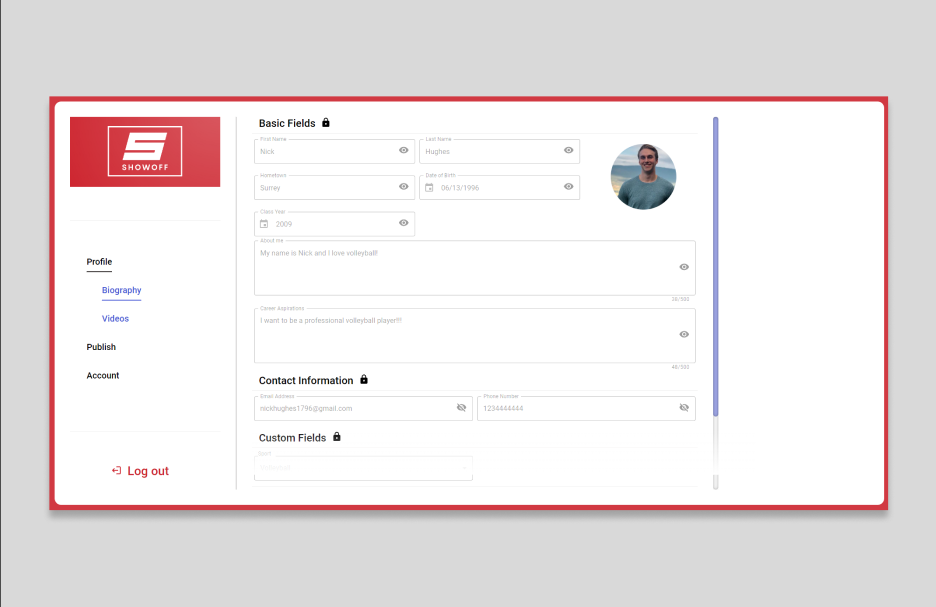 SHOWOFF
Profile
Biography
Videos
Publish
Account
Log out
Basic Fields
First Name
Last Name
Nick
Hughes
Hometown
Date of Birth
Surrey
06/13/1996
Class Year
2009
About Me
My name is Nick and I love volleyball!
39/500
Career Aspirations
I want to be a professional volleyball player!!!
48/500
Contact Information
Email Address
Phone Number
nickhughes1796@gmail.com
1234444444
Custom Fields
Sport